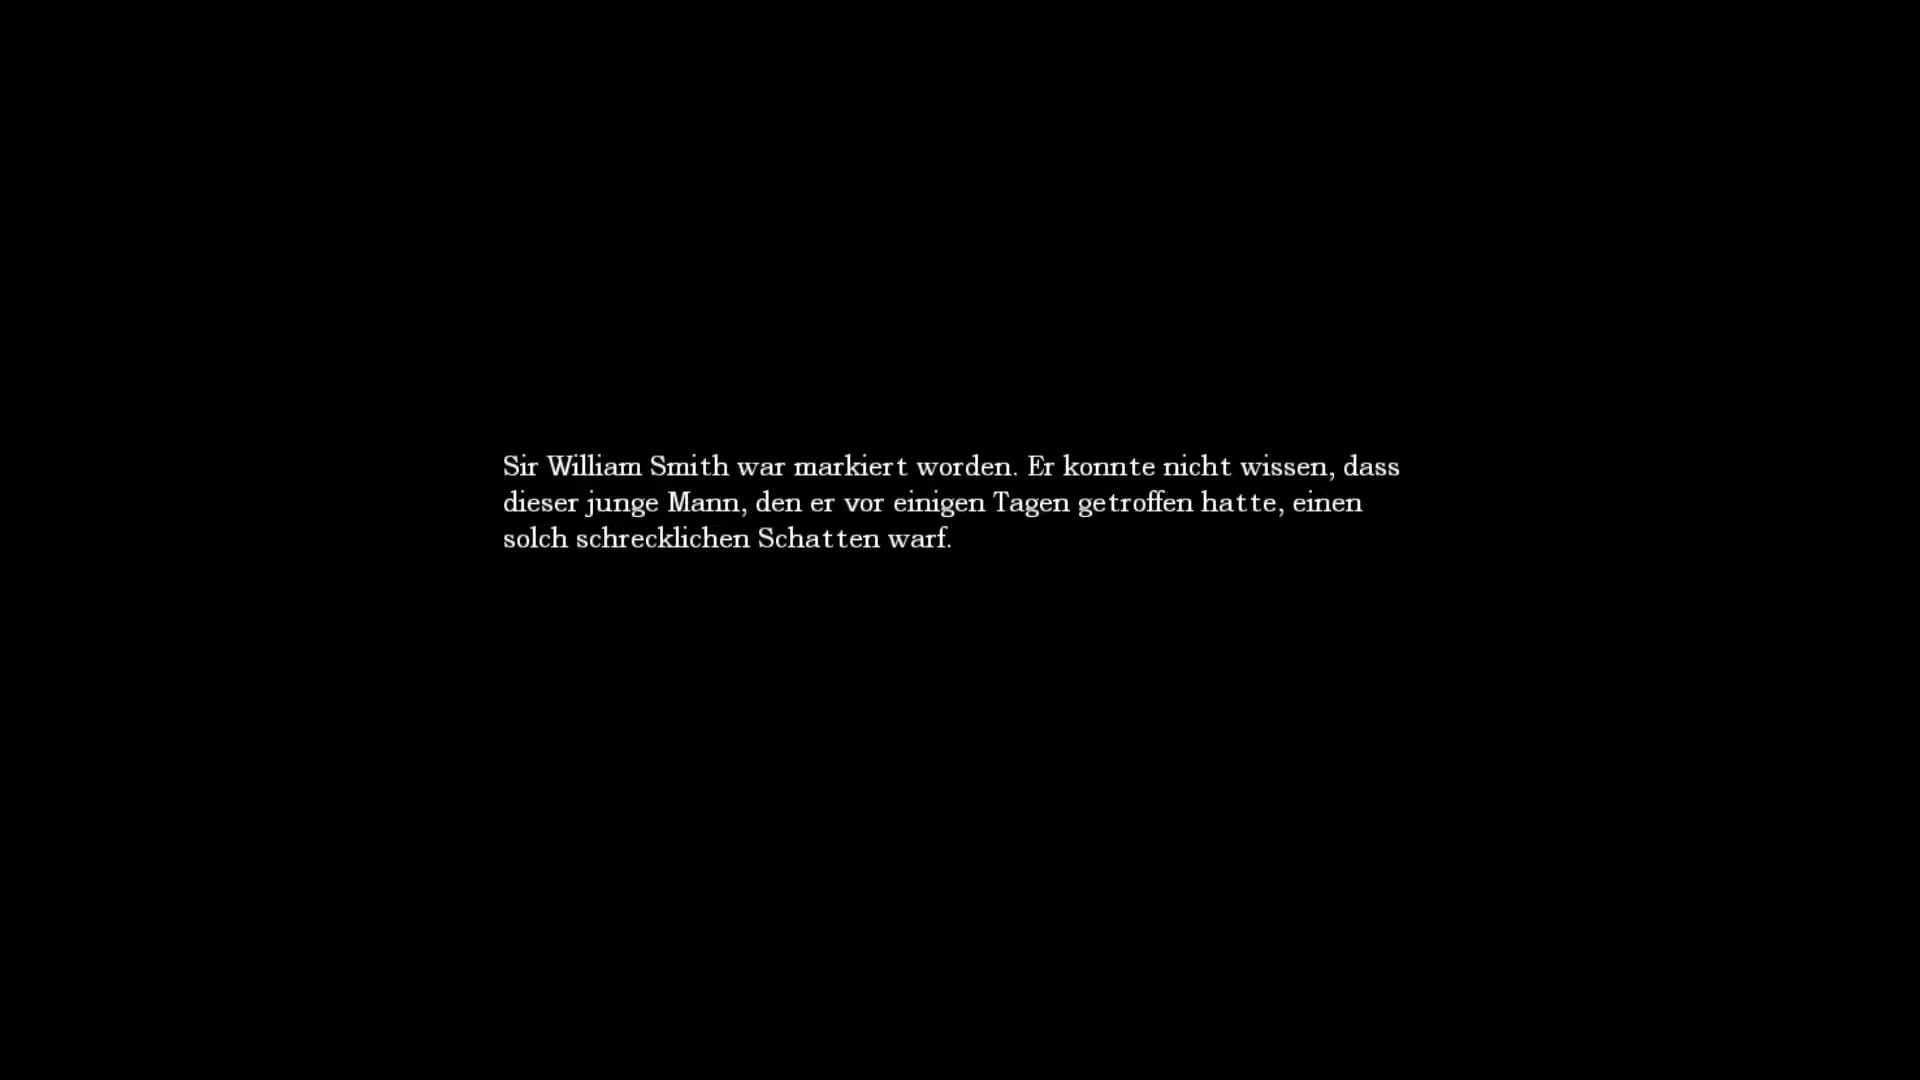 Sir William Smith war markiert worden. Er konnte nicht wissen, dass
dieser junge Mann, den er vor einigen Tagen getroffen hatte, einen
solch schrecklichen Schatten warf.